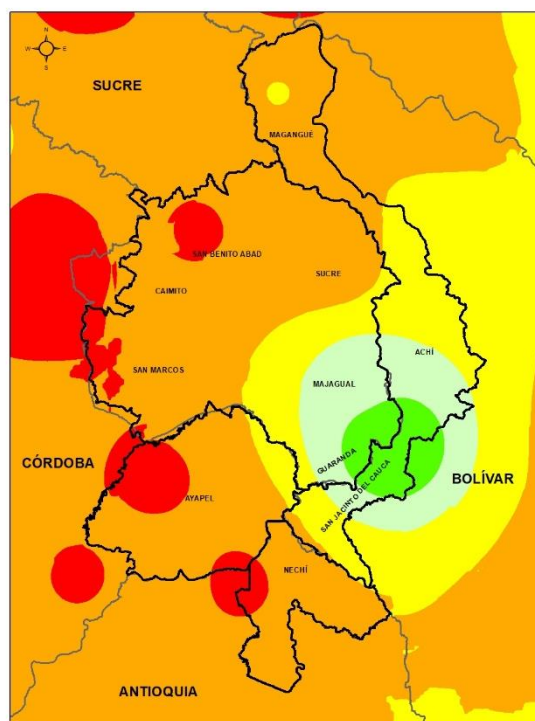 N
W E
S
SUCRE
MAGANGUÉ
SAN BENITO ABAD
SUCRE
CAIMITO
ACHÍ
SAN MARCOS
MAJAGUAL
CÓRDOBA
GUARANDA
BOLÍVAR
SAN JACINTO DEL CAUCA
AYAPEL
NECHÍ
ANTIOQUIA